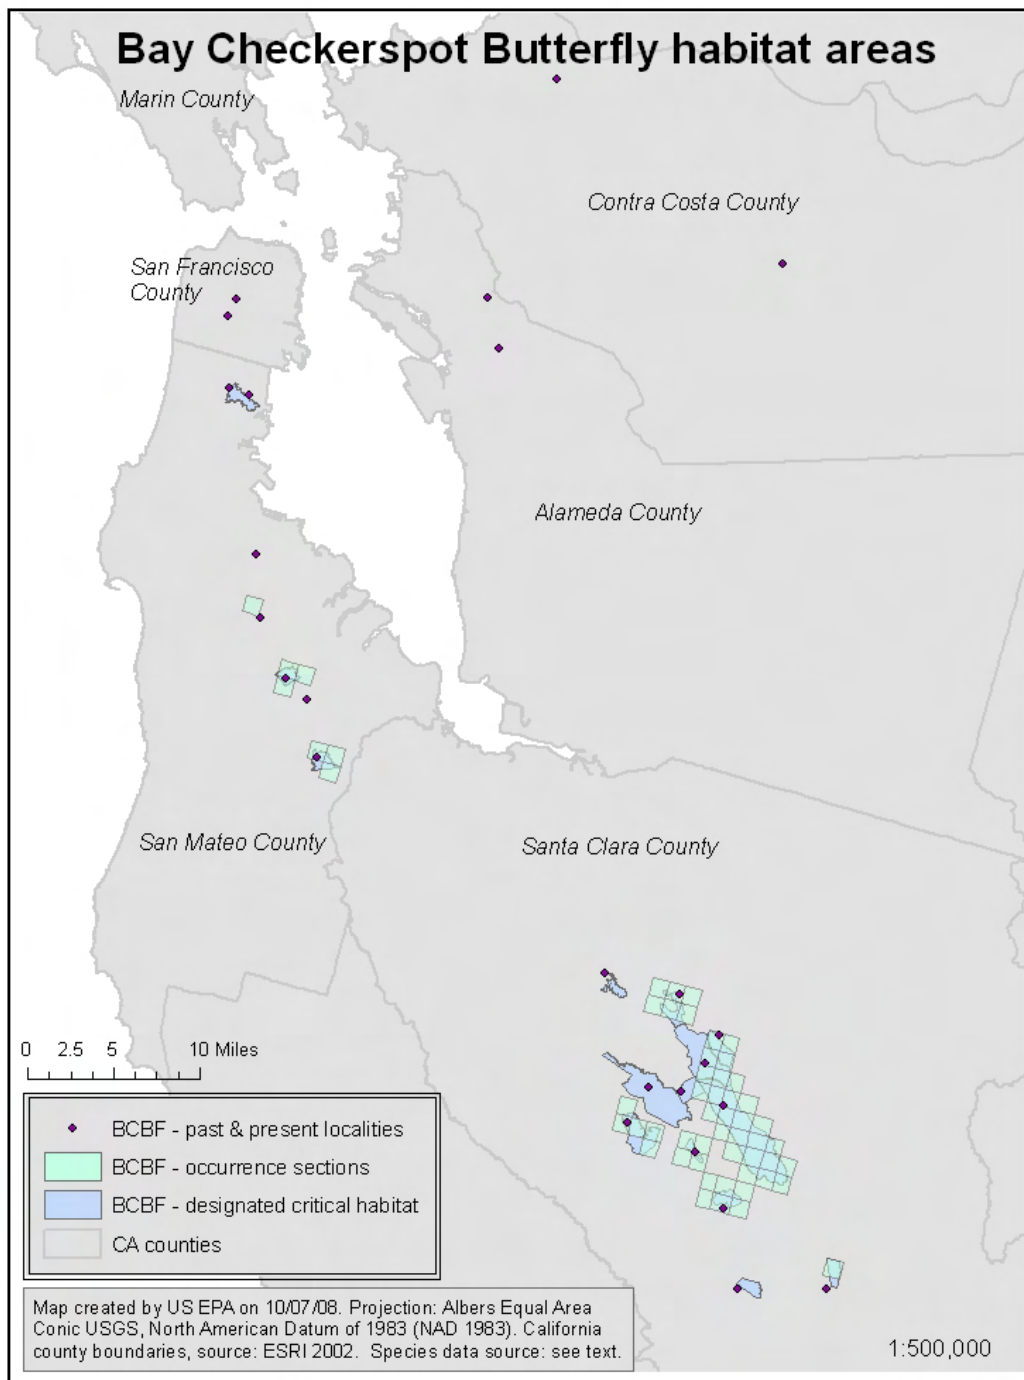 Bay Checkerspot Butterfly habitat areas
Marin County
Contra Costa County
San Francisco
County
Alameda County
San Mateo County
Santa Clara County
0 2.5 5 10 Miles
BCBF - past & present localities
BCBF - occurrence sections
BCBF - designated critical habitat
CA counties
Map created by US EPA on 10/07/08. Projection: Albers Equal Area
Conic USGS, North American Datum of 1983 (NAD 1983). California
county boundaries, source: ESRI 2002. Species data source: see text.
1:500,000